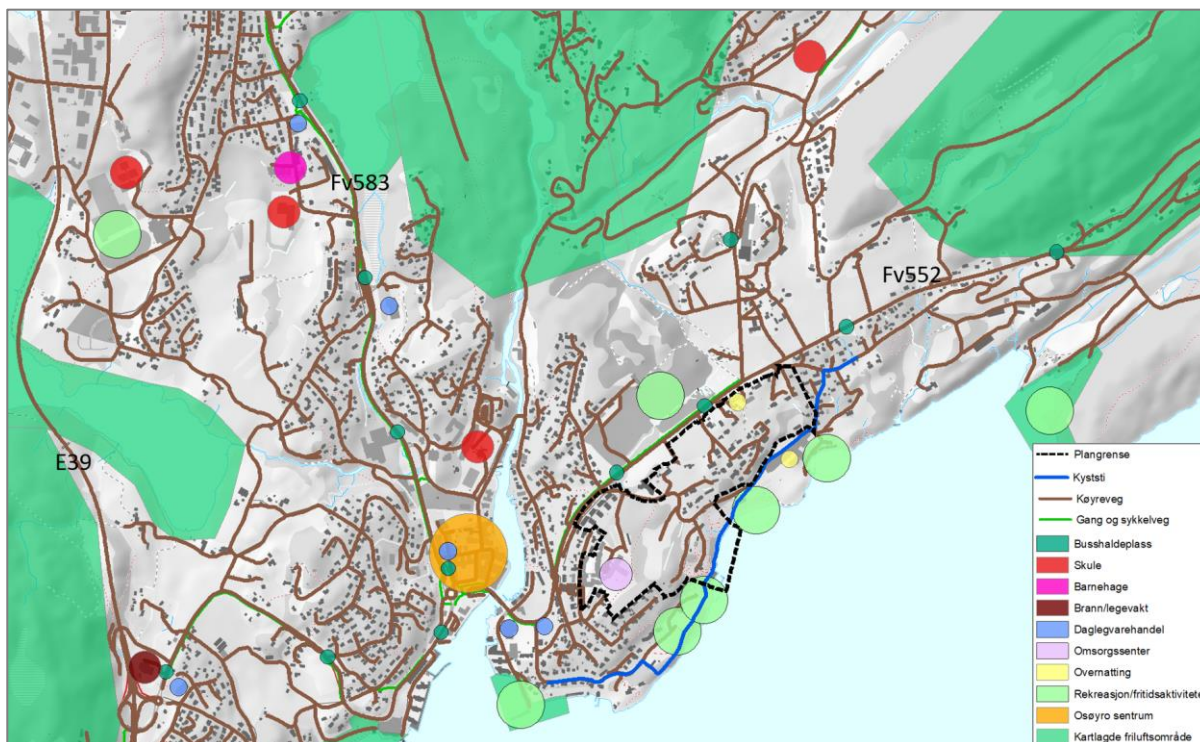 Fv583
Fv552
E39
Plangrense
Kyststi
Køyreveg
Gang og sykkelveg
Busshaldeplass
Skule
Barnehage
Brann/legevakt
Daglegvarehandel
Omsorgssenter
Overnatting
Rekreasjon/fritidsaktivitete
Osøyro sentrum
Kartlagde friluftsområde